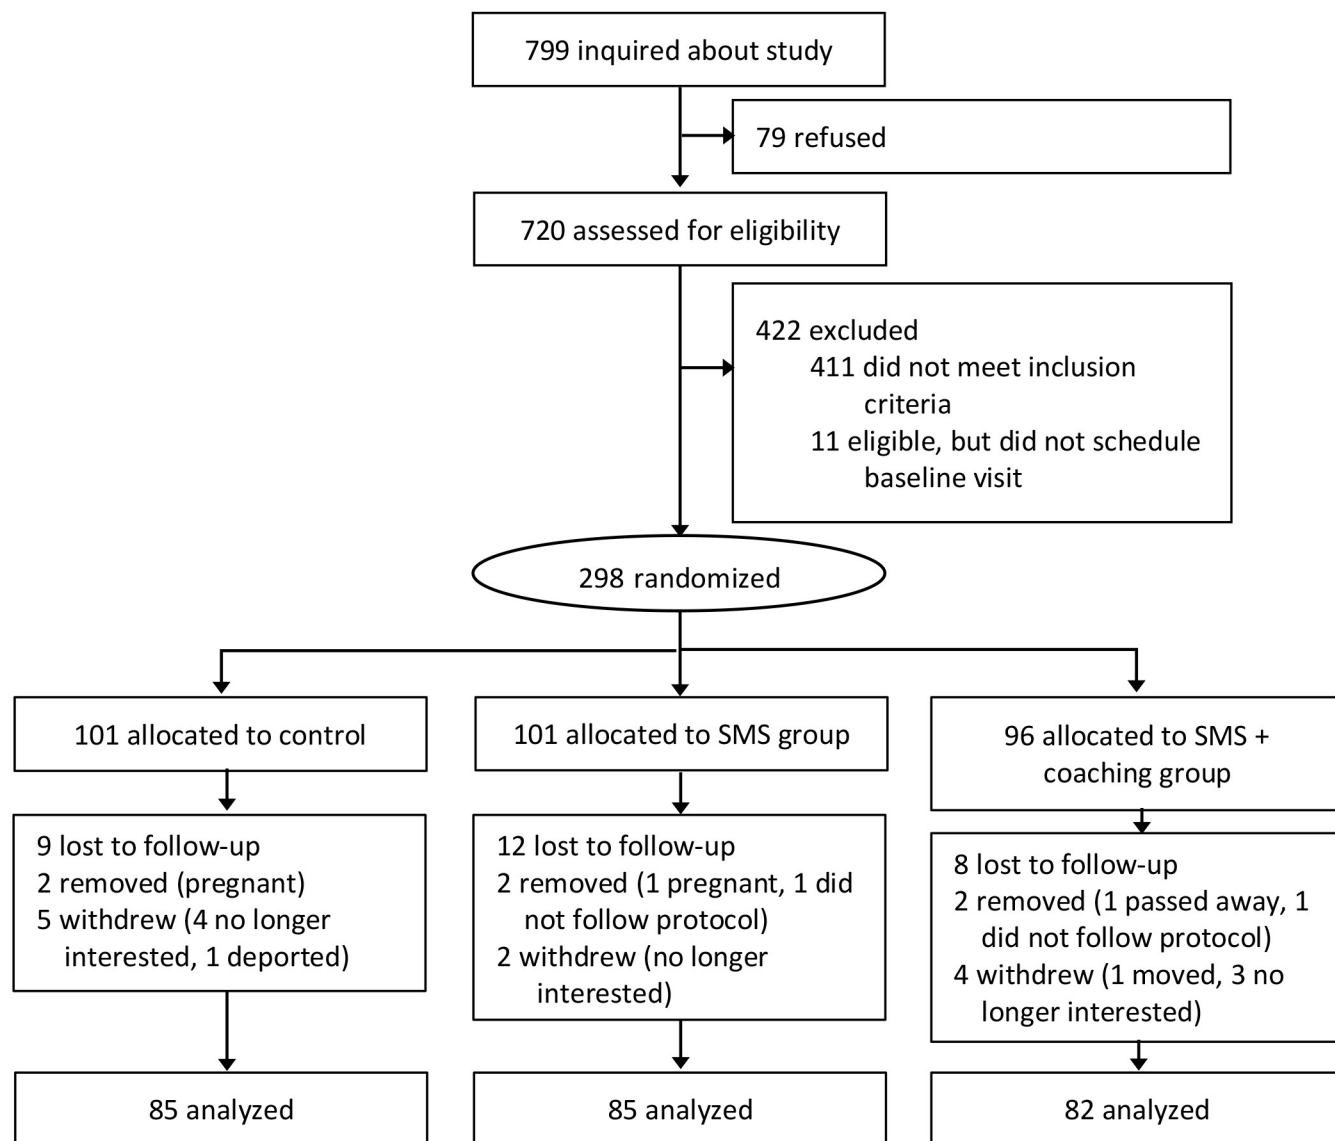 799 inquired about study
79 refused
720 assessed for eligibility
422 excluded
411 did not meet inclusion
criteria
11 eligible, but did not schedule
baseline visit
298 randomized
101 allocated to control
9 lost to follow-up
2 removed (pregnant)
5 withdrew (4 no longer
interested, 1 deported)
85 analyzed
101 allocated to SMS group
12 lost to follow-up
2 removed (1 pregnant, 1 did
not follow protocol)
2 withdrew (no longer
interested)
85 analyzed
96 allocated to SMS +
coaching group
8 lost to follow-up
2 removed (1 passed away, 1
did not follow protocol)
4 withdrew (1 moved, 3 no
longer interested)
82 analyzed